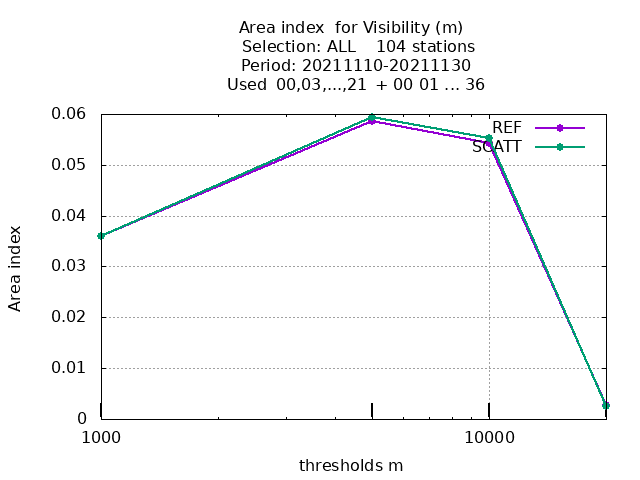 Area index  for Visibility (m)
Selection: ALL    104 stations
Period: 20211110-20211130
Used  00,03,...,21  + 00 01 ... 36
REF
SCATT
0.06
0.05
0.04
0.03
0.02
0.01
0
Area index
1000
10000
thresholds m